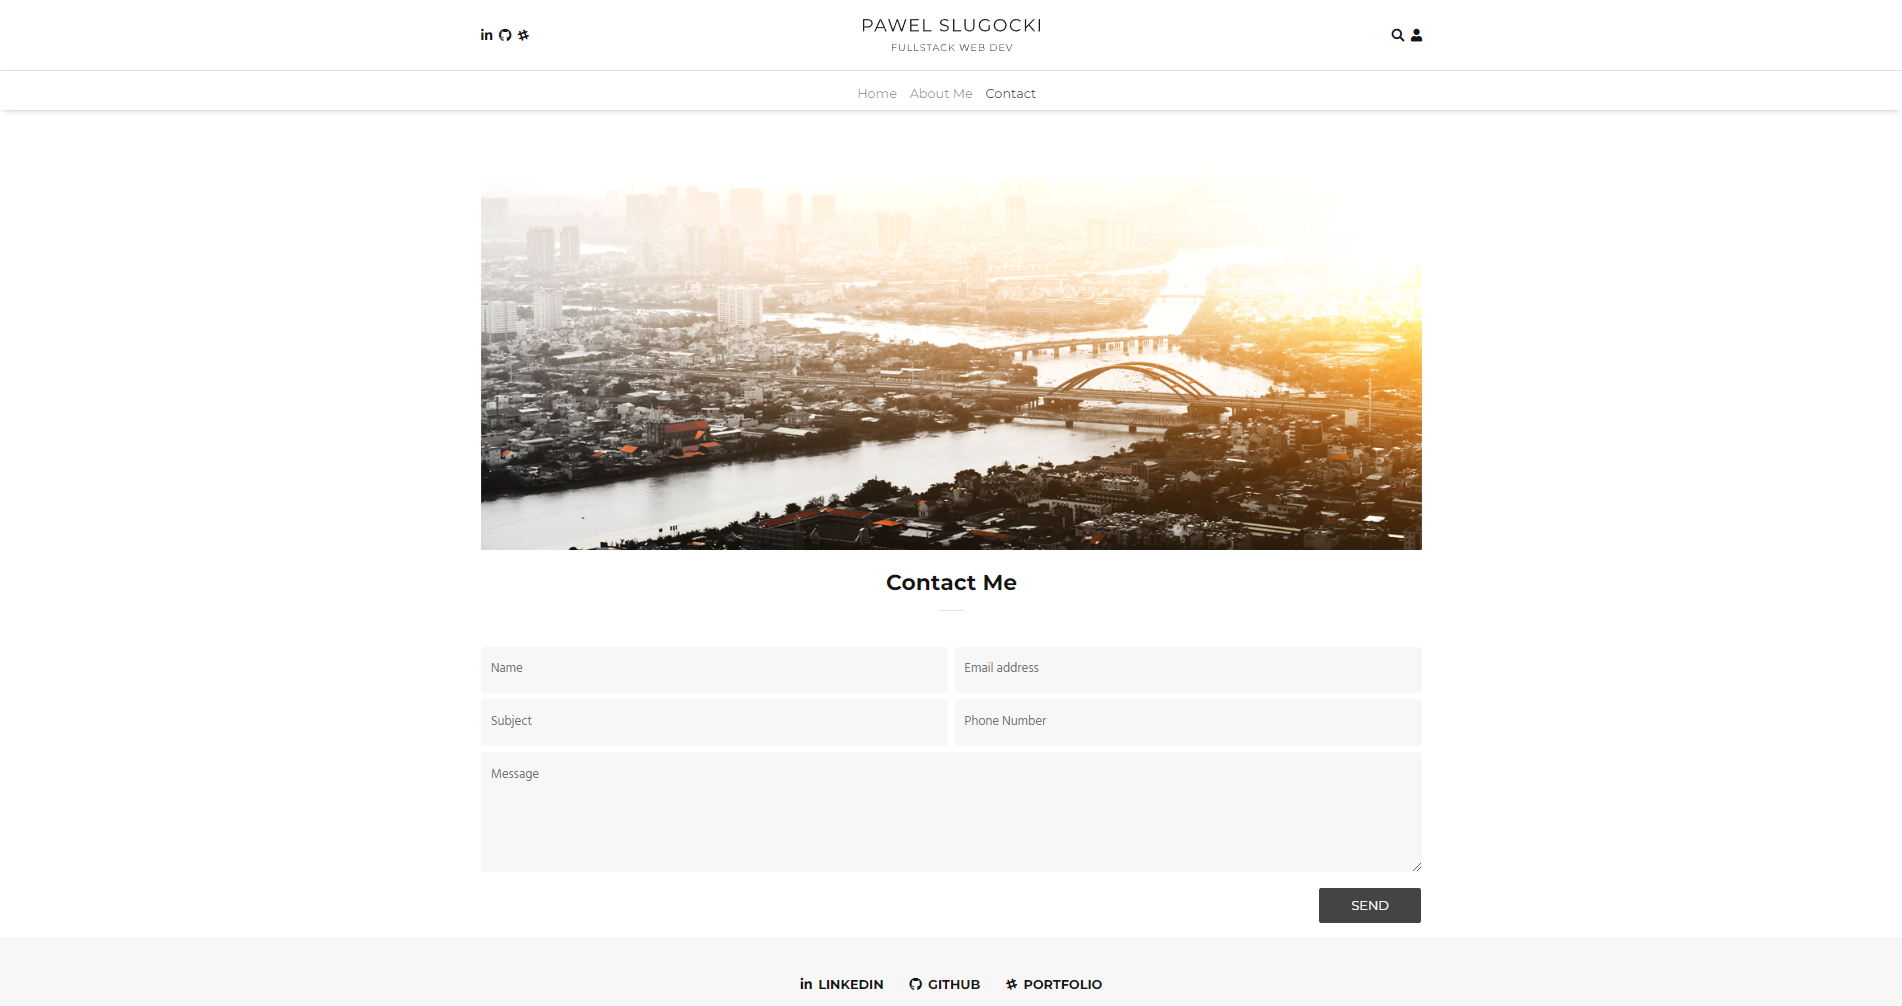 PAWEL SLUGOCKI
FULLSTACK WEB DEV
Home About Me Contact
Contact Me
Name Email address
Subject Phone Number
Message
SEND
LINKEDIN GITHUB PORTFOLIO